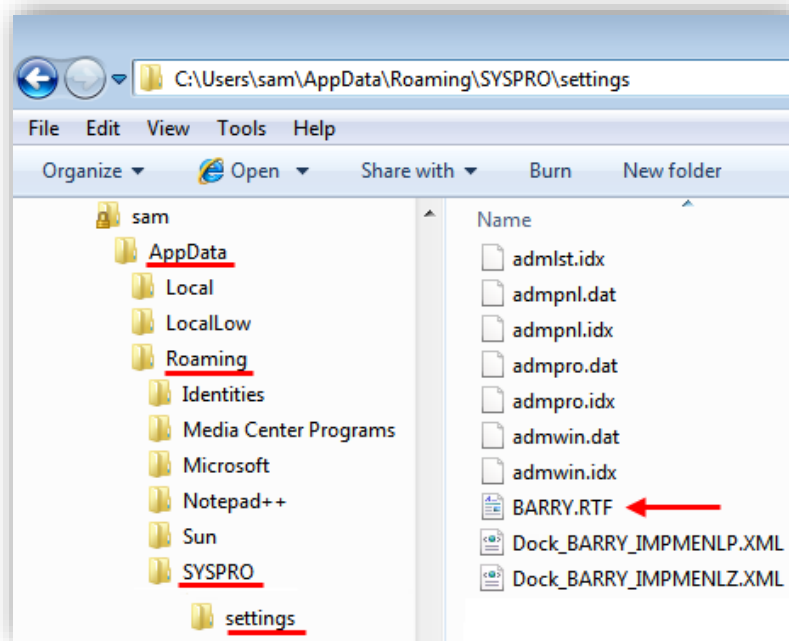 C:\Users\sam\AppData\Roaming\SYSPRO\settings
File Edit View Tools Help
Organize Open Share with Burn New folder
sam
AppData
Local
LocalLow
Roaming
Identities
Media Center Programs
Microsoft
Notepad++
Sun
SYSPRO
settings
Name
admlst.idx
admpnl.dat
admpnl.idx
admpro.dat
admpro.idx
admwin.dat
admwin.idx
BARRY.RTF
Dock_BARRY_IMPMENLP.XML
Dock_BARRY_IMPMENLZ.XML